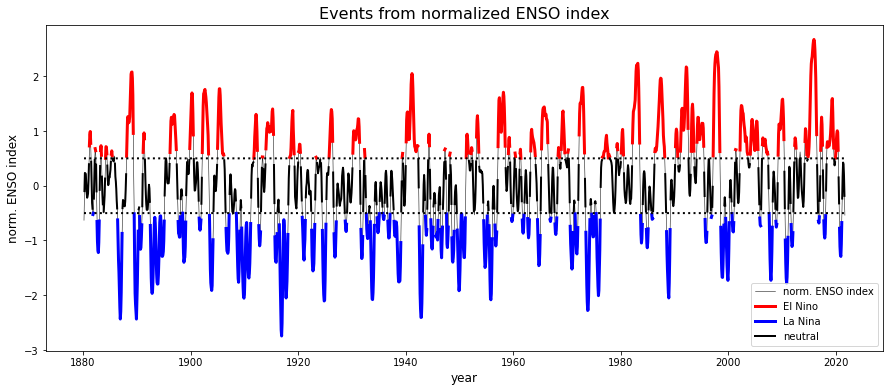 Events from normalized ENSO index
norm. ENSO index
2
1
0
−1
−2
−3
1880
1900
1920
1940
1960
1980
2000
2020
year
norm. ENSO index
El Nino
La Nina
neutral